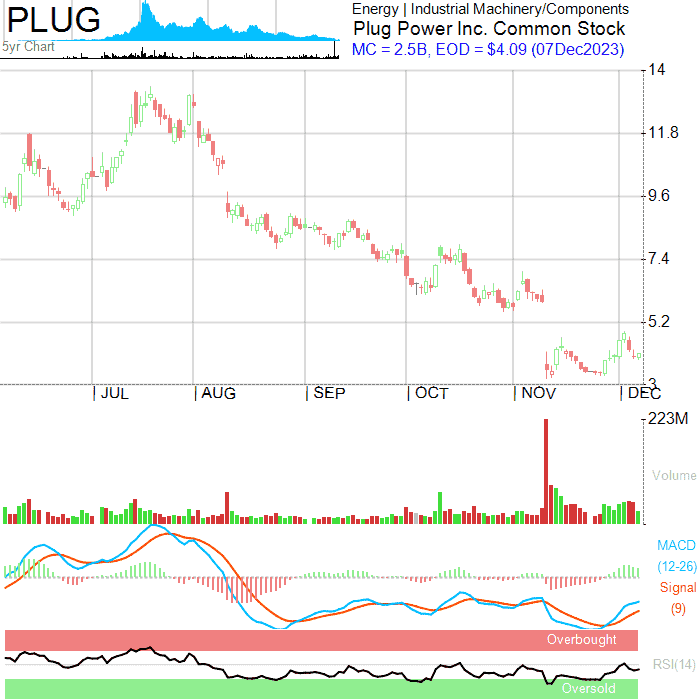 PLUG
5yr Chart
Energy | Industrial Machinery/Components
Plug Power Inc. Common Stock
MC = 2.5B, EOD = $4.09 (07Dec2023)
14
11.8
9.6
7.4
5.2
3
JUL AUG SEP OCT NOV DEC
223M
Volume
MACD
(12-26)
Signal
(9)
Overbought
RSI(14)
Oversold